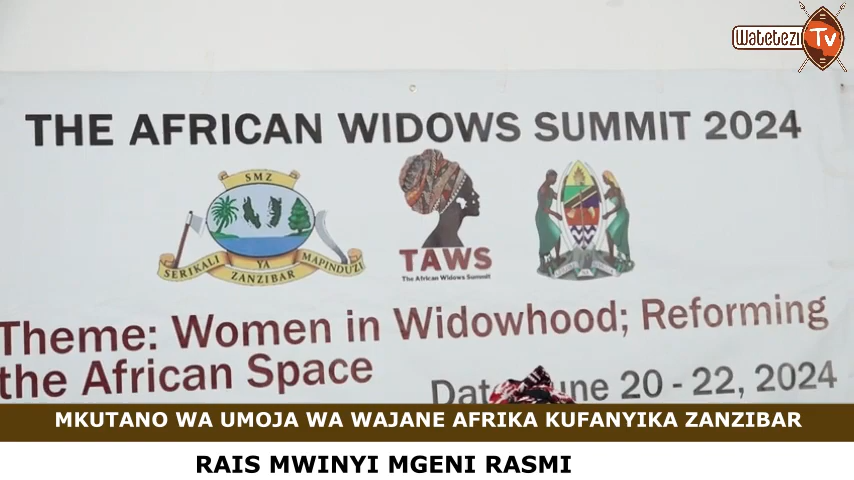 Watetezi Tv
THE AFRICAN WIDOWS SUMMIT 2024
SMZ
SERIKALI YA MAPINDUZI
ZANZIBAR
TAWS
The African Widows Summit
Theme: Women in Widowhood; Reforming
the African Space
une 20 - 22, 2024
MKUTANO WA UMOJA WA WAJANE AFRIKA KUFANYIKA ZANZIBAR
RAIS MWINYI MGENI RASMI